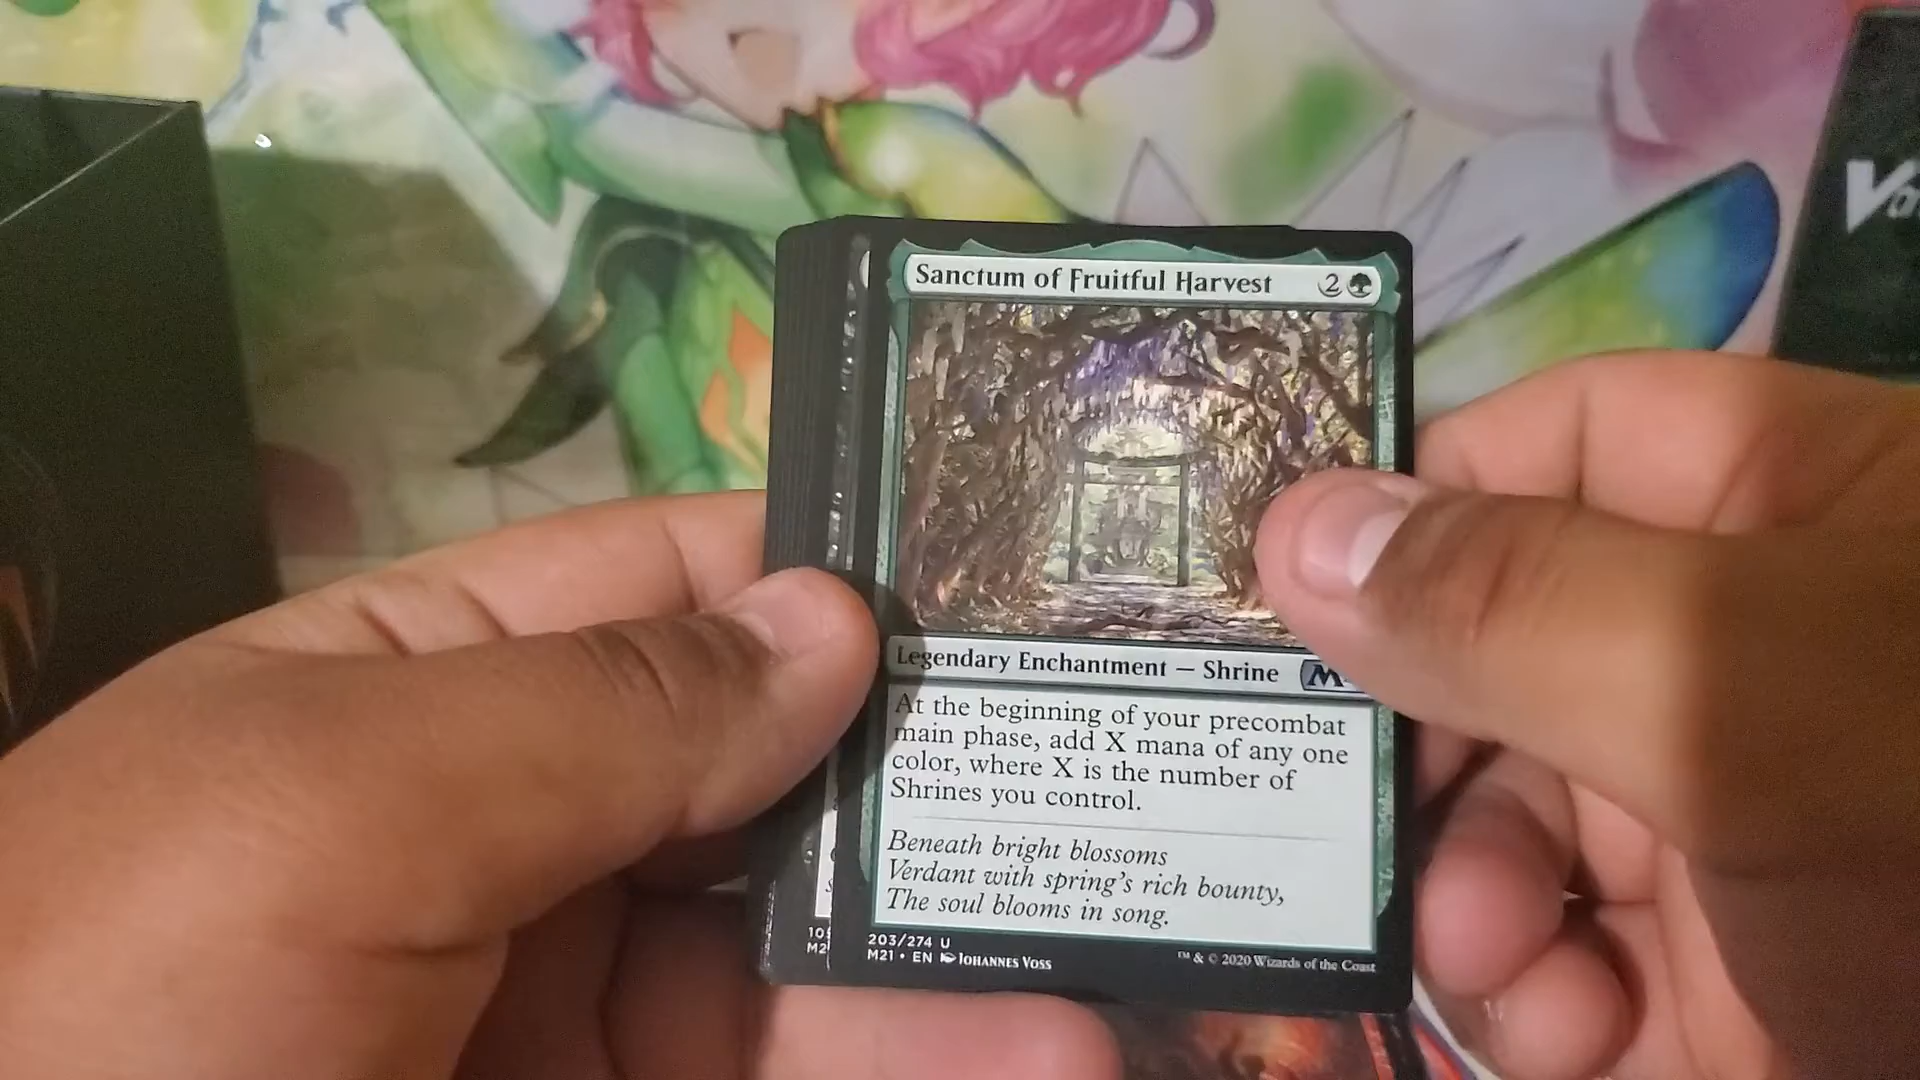 Sanctum of Fruitful Harvest 2
Legendary Enchantment — Shrine M
At the beginning of your precombat
main phase, add X mana of any one
color, where X is the number of
Shrines you control.
Beneath bright blossoms
Verdant with spring's rich bounty,
The soul blooms in song.
203/274 U
M21 • EN Johannes Voss
™ & © 2020 Wizards of the Coast